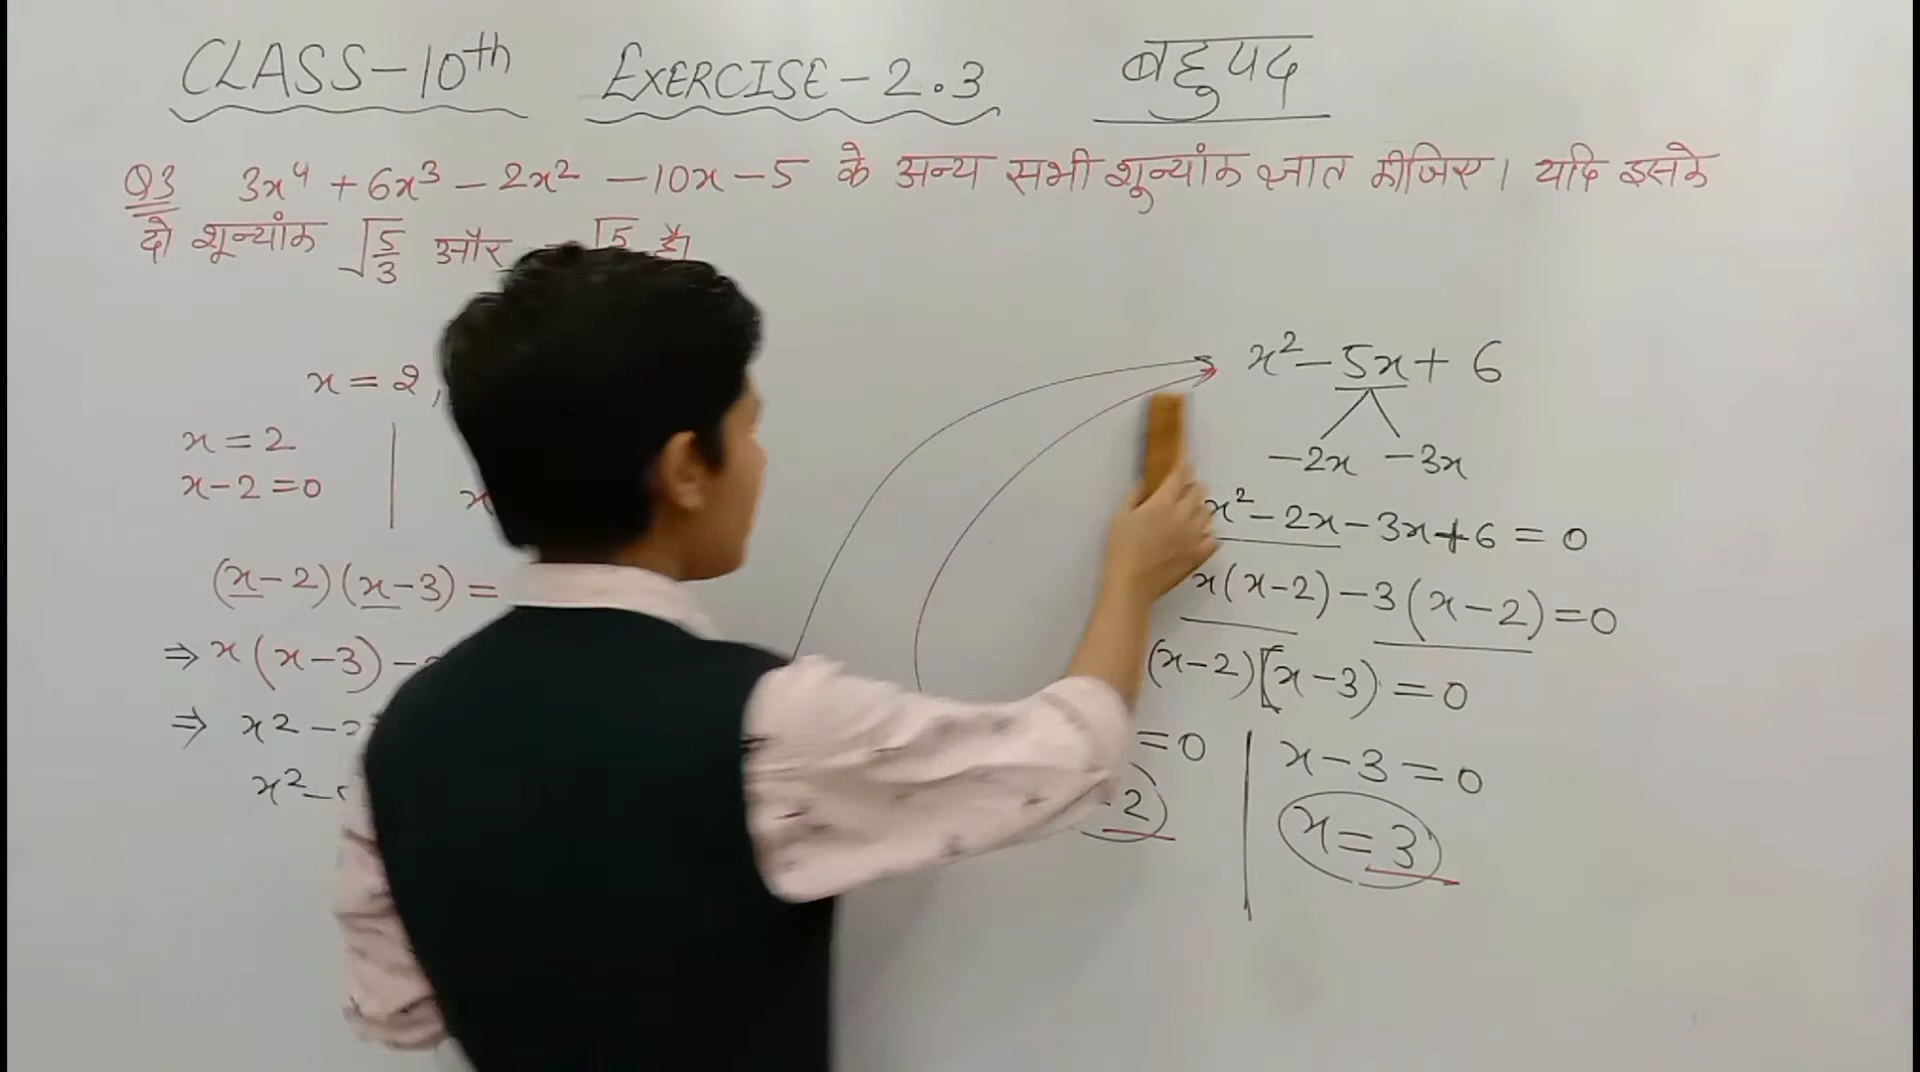 CLASS-10th EXERCISE-2.3 बहुपद
Q3 3x⁴ + 6x³ - 2x² - 10x - 5 के अन्य सभी शून्यांक ज्ञात कीजिए। यदि इसके
दो शून्यांक √5/3 और - √5 है।
x = 2,
x = 2
x-2 = 0
x
(x-2)(x-3) =
⇒ x(x-3) -
⇒ x² -
x² -
x² - 5x + 6
-2x -3x
x² - 2x - 3x + 6 = 0
x(x-2) - 3(x-2) = 0
(x-2)(x-3) = 0
= 0
2
x-3 = 0
x = 3